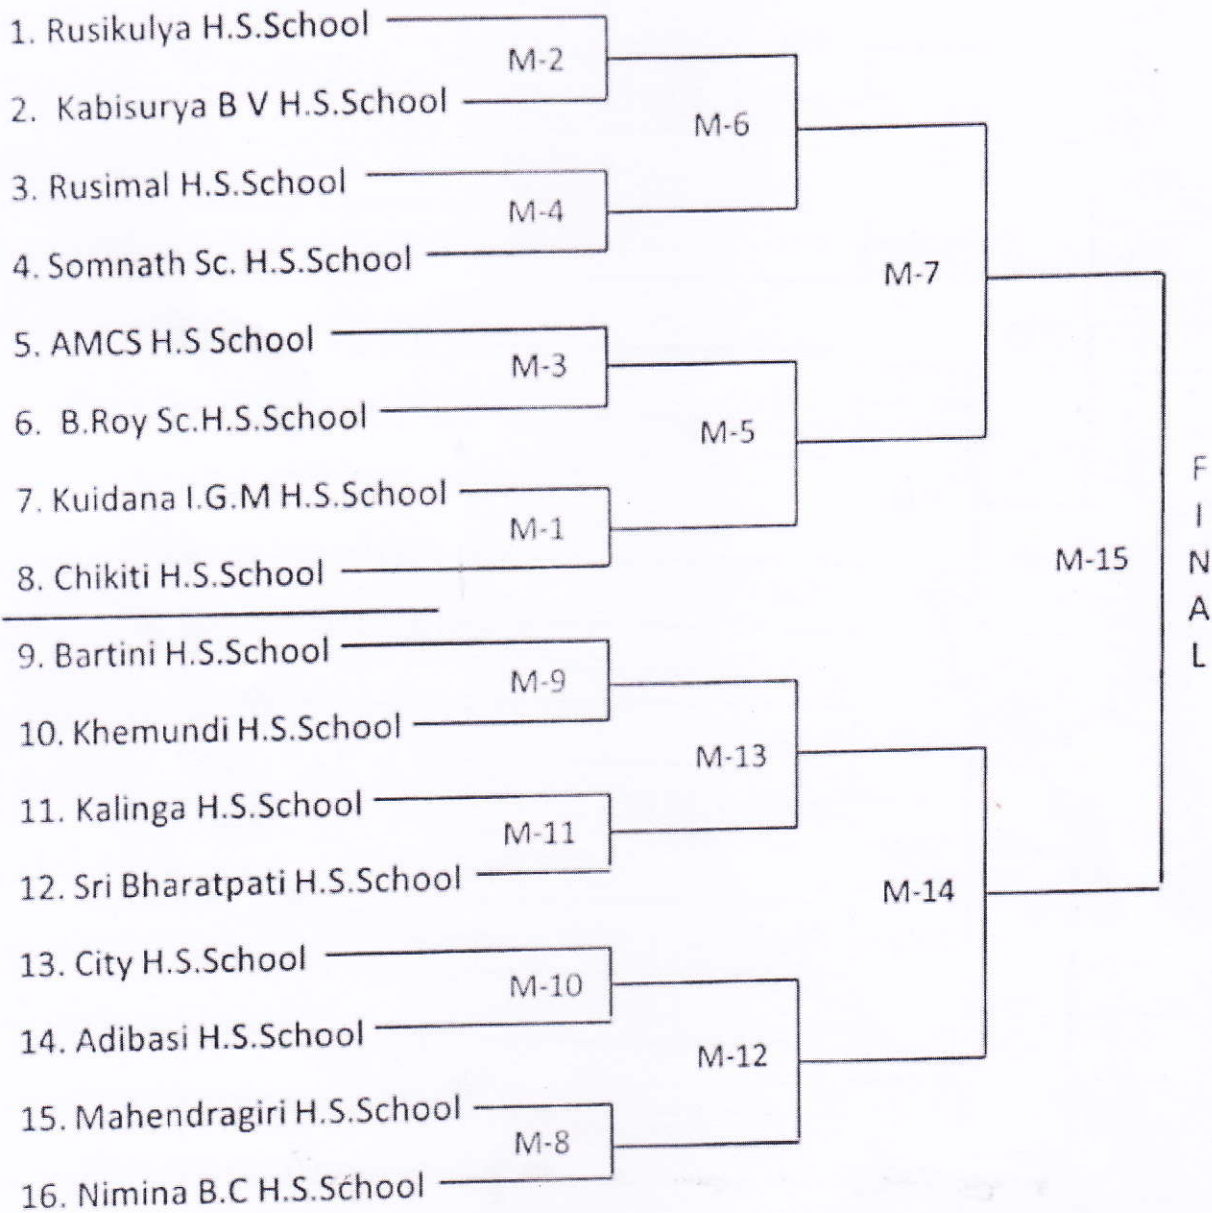 1. Rusikulya H.S.School
M-2
2. Kabisurya B V H.S.School
M-6
3. Rusimal H.S.School
M-4
4. Somnath Sc. H.S.School
M-7
5. AMCS H.S School
M-3
6. B.Roy Sc.H.S.School
M-5
7. Kuidana I.G.M H.S.School
M-1
8. Chikiti H.S.School
M-15
FINAL
9. Bartini H.S.School
M-9
10. Khemundi H.S.School
M-13
11. Kalinga H.S.School
M-11
12. Sri Bharatpati H.S.School
M-14
13. City H.S.School
M-10
14. Adibasi H.S.School
M-12
15. Mahendragiri H.S.School
M-8
16. Nimina B.C H.S.School